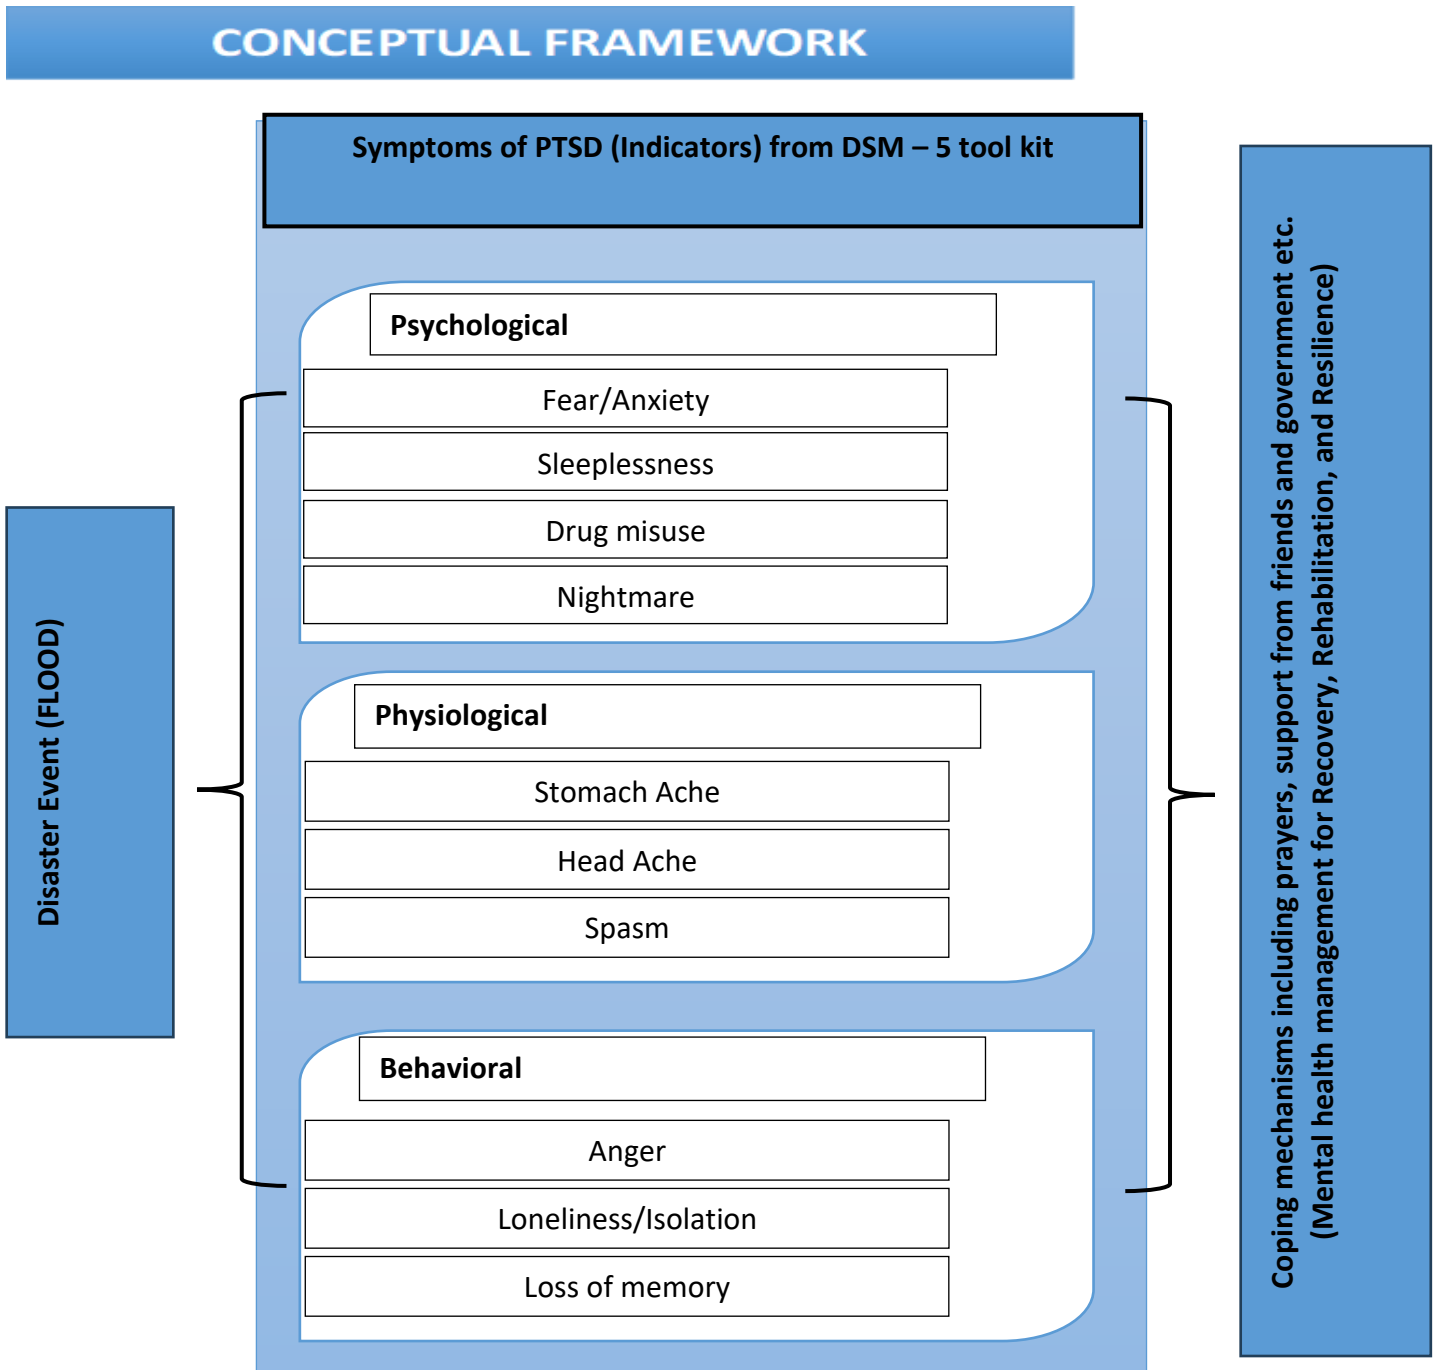 CONCEPTUAL FRAMEWORK
Symptoms of PTSD (Indicators) from DSM – 5 tool kit
Disaster Event (FLOOD)
Psychological
Fear/Anxiety
Sleeplessness
Drug misuse
Nightmare
Physiological
Stomach Ache
Head Ache
Spasm
Behavioral
Anger
Loneliness/Isolation
Loss of memory
Coping mechanisms including prayers, support from friends and government etc.
(Mental health management for Recovery, Rehabilitation, and Resilience)